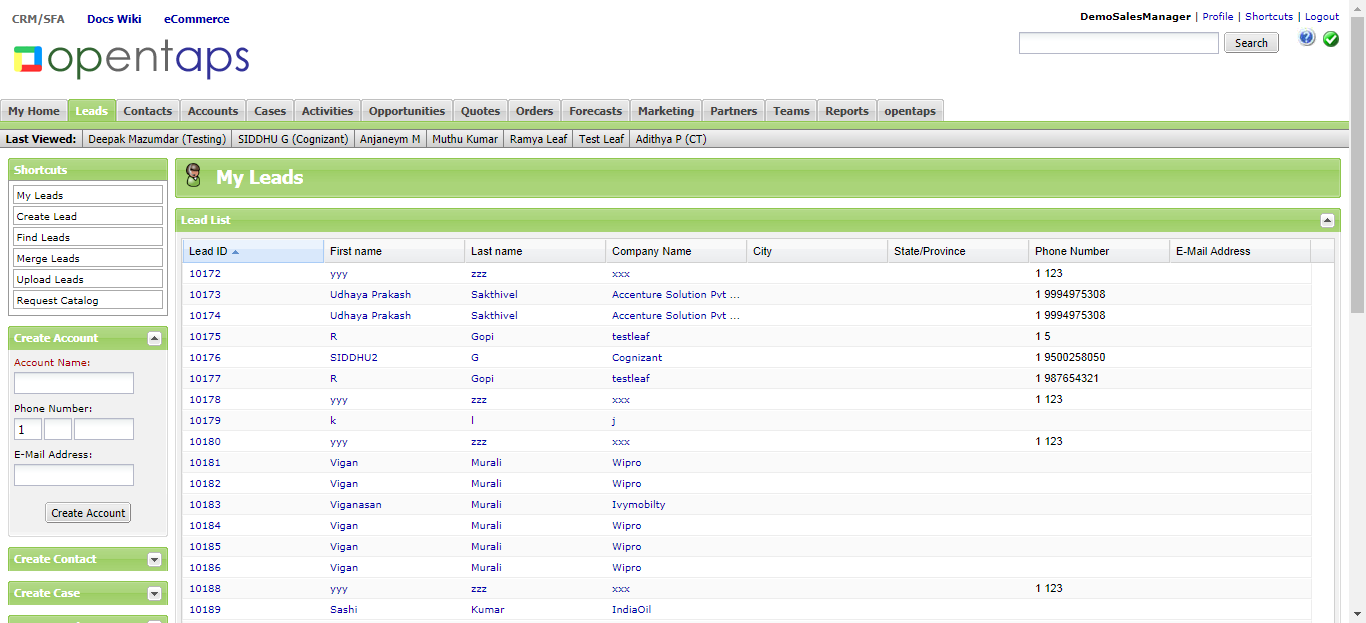 CRM/SFA Docs Wiki eCommerce
DemoSalesManager | Profile | Shortcuts | Logout
opentaps
Search
My Home Leads Contacts Accounts Cases Activities Opportunities Quotes Orders Forecasts Marketing Partners Teams Reports opentaps
Last Viewed: Deepak Mazumdar (Testing) SIDDHU G (Cognizant) Anjaneym M Muthu Kumar Ramya Leaf Test Leaf Adithya P (CT)
Shortcuts
My Leads
Create Lead
Find Leads
Merge Leads
Upload Leads
Request Catalog
Create Account
Account Name:
Phone Number:
1
E-Mail Address:
Create Account
Create Contact
Create Case
My Leads
Lead List
Lead ID First name Last name Company Name City State/Province Phone Number E-Mail Address
10172 yyy zzz xxx 1 123
10173 Udhaya Prakash Sakthivel Accenture Solution Pvt ... 1 9994975308
10174 Udhaya Prakash Sakthivel Accenture Solution Pvt ... 1 9994975308
10175 R Gopi testleaf 1 5
10176 SIDDHU2 G Cognizant 1 9500258050
10177 R Gopi testleaf 1 987654321
10178 yyy zzz xxx 1 123
10179 k l j
10180 yyy zzz xxx 1 123
10181 Vigan Murali Wipro
10182 Vigan Murali Wipro
10183 Viganasan Murali Ivymobilty
10184 Vigan Murali Wipro
10185 Vigan Murali Wipro
10186 Vigan Murali Wipro
10188 yyy zzz xxx 1 123
10189 Sashi Kumar IndiaOil